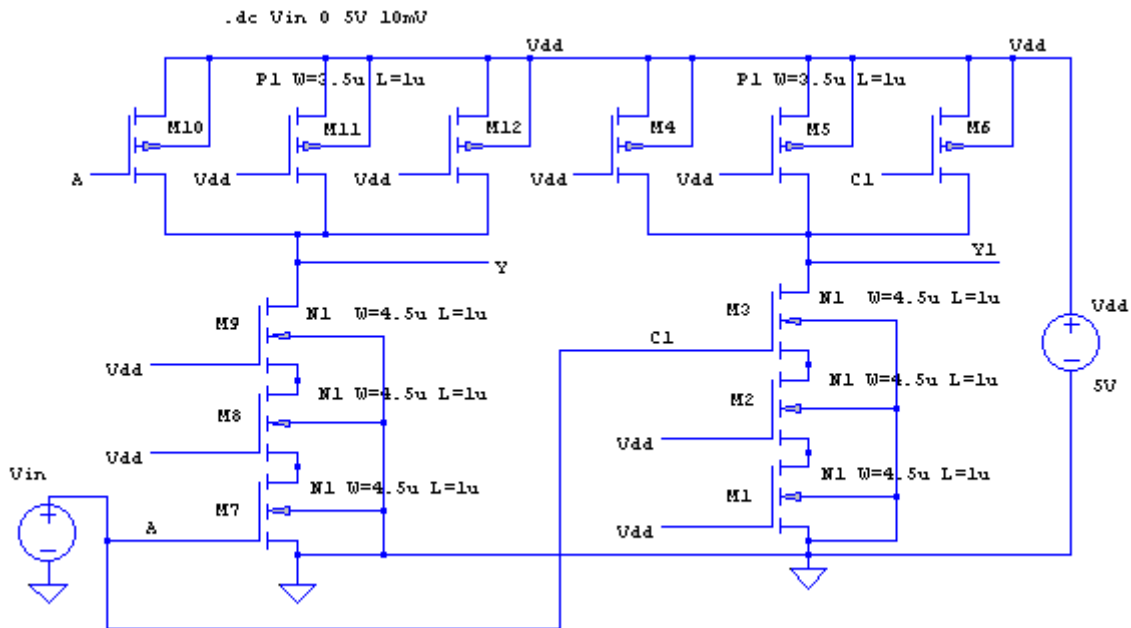 .dc Vin 0 5V 10mV
Vdd Vdd
P1 W=3.5u L=1u P1 W=3.5u L=1u
M10 M11 M12 M4 M5 M6
A Vdd Vdd Vdd Vdd C1
Y Y1
N1 W=4.5u L=1u N1 W=4.5u L=1u
M9 M3
Vdd
C1
Vdd
N1 W=4.5u L=1u N1 W=4.5u L=1u
5V
M8 M2
Vdd Vdd
Vin
N1 W=4.5u L=1u N1 W=4.5u L=1u
M7 M1
A Vdd